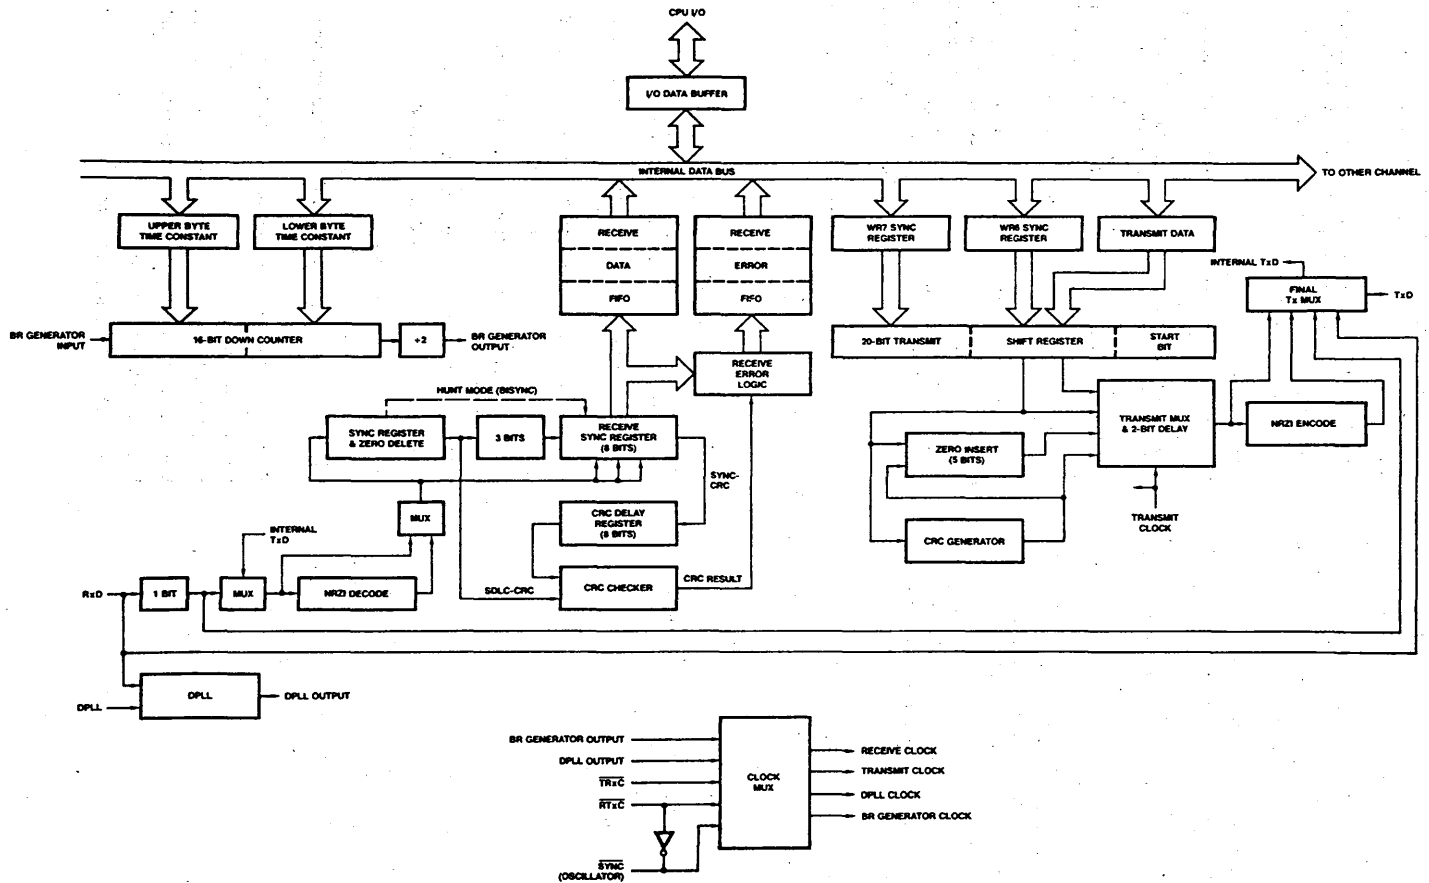 CPU I/O
I/O DATA BUFFER
INTERNAL DATA BUS
TO OTHER CHANNEL
UPPER BYTE
TIME CONSTANT
LOWER BYTE
TIME CONSTANT
RECEIVE
DATA
FIFO
RECEIVE
ERROR
FIFO
WR7 SYNC
REGISTER
WR6 SYNC
REGISTER
TRANSMIT DATA
INTERNAL TxD
FINAL
Tx MUX
TxD
BR GENERATOR
INPUT
16-BIT DOWN COUNTER
÷2
BR GENERATOR
OUTPUT
20-BIT TRANSMIT
SHIFT REGISTER
START
BIT
RECEIVE
ERROR
LOGIC
HUNT MODE (BISYNC)
SYNC REGISTER
& ZERO DELETE
3 BITS
RECEIVE
SYNC REGISTER
(8 BITS)
TRANSMIT MUX
& 2-BIT DELAY
NRZI ENCODE
ZERO INSERT
(5 BITS)
SYNC-
CRC
MUX
CRC DELAY
REGISTER
(8 BITS)
TRANSMIT
CLOCK
INTERNAL
TxD
CRC GENERATOR
RxD
1 BIT
MUX
NRZI DECODE
SDLC-CRC
CRC CHECKER
CRC RESULT
DPLL
DPLL
DPLL OUTPUT
BR GENERATOR OUTPUT
DPLL OUTPUT
TRxC
RTxC
SYNC
(OSCILLATOR)
CLOCK
MUX
RECEIVE CLOCK
TRANSMIT CLOCK
DPLL CLOCK
BR GENERATOR CLOCK